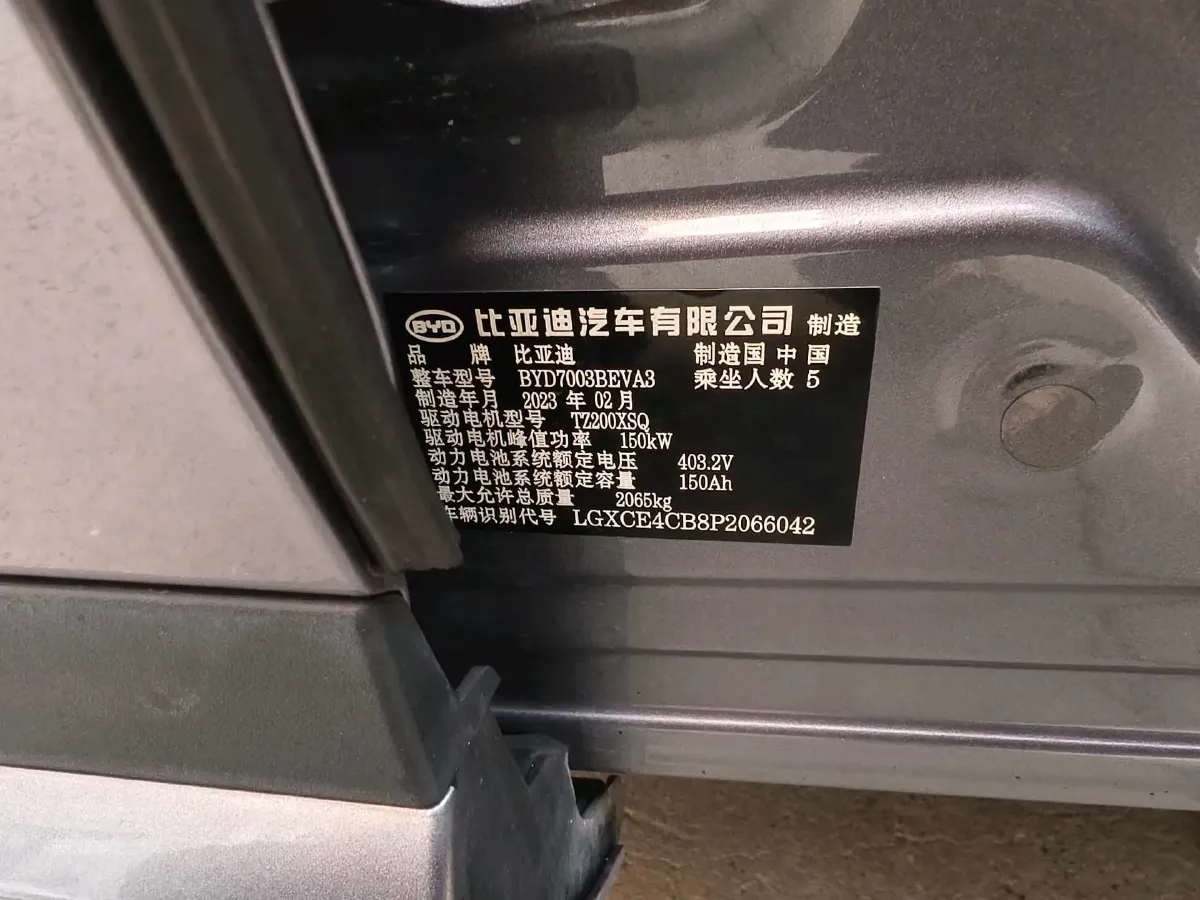 BYD 比亚迪汽车有限公司 制造
品 牌 比亚迪 制造国 中国
整车型号 BYD7003BEVA3 乘坐人数 5
制造年月 2023 年 02 月
驱动电机型号 TZ200XSQ
驱动电机峰值功率 150kW
动力电池系统额定电压 403.2V
动力电池系统额定容量 150Ah
最大允许总质量 2065kg
车辆识别代号 LGXCE4CB8P2066042